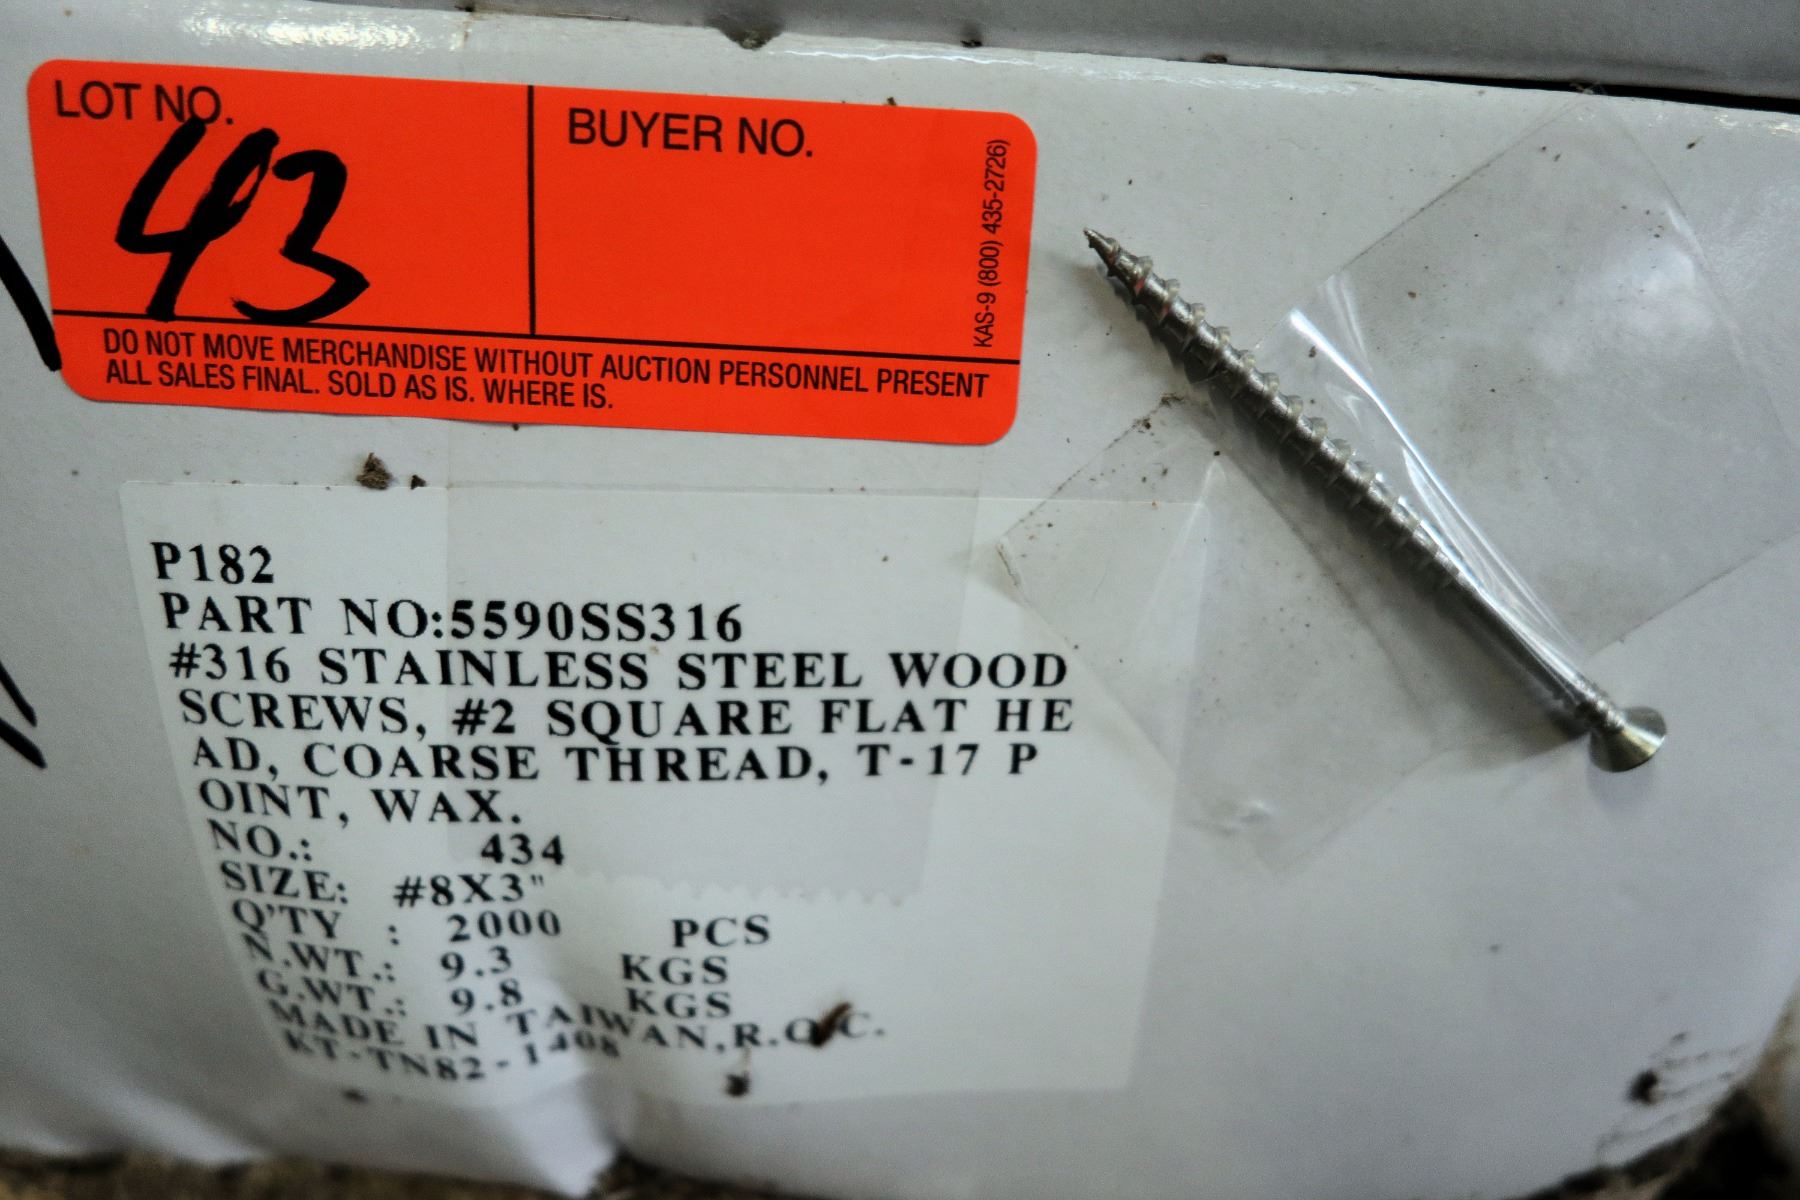 LOT NO.
43
BUYER NO.
KAS-9 (800) 435-2726)
DO NOT MOVE MERCHANDISE WITHOUT AUCTION PERSONNEL PRESENT
ALL SALES FINAL. SOLD AS IS. WHERE IS.
P182
PART NO:5590SS316
#316 STAINLESS STEEL WOOD
SCREWS, #2 SQUARE FLAT HE
AD, COARSE THREAD, T-17 P
OINT, WAX.
NO.: 434
SIZE: #8X3"
Q'TY : 2000 PCS
N.WT.: 9.3 KGS
G.WT.: 9.8 KGS
MADE IN TAIWAN,R.O.C.
KT-TN82-1408